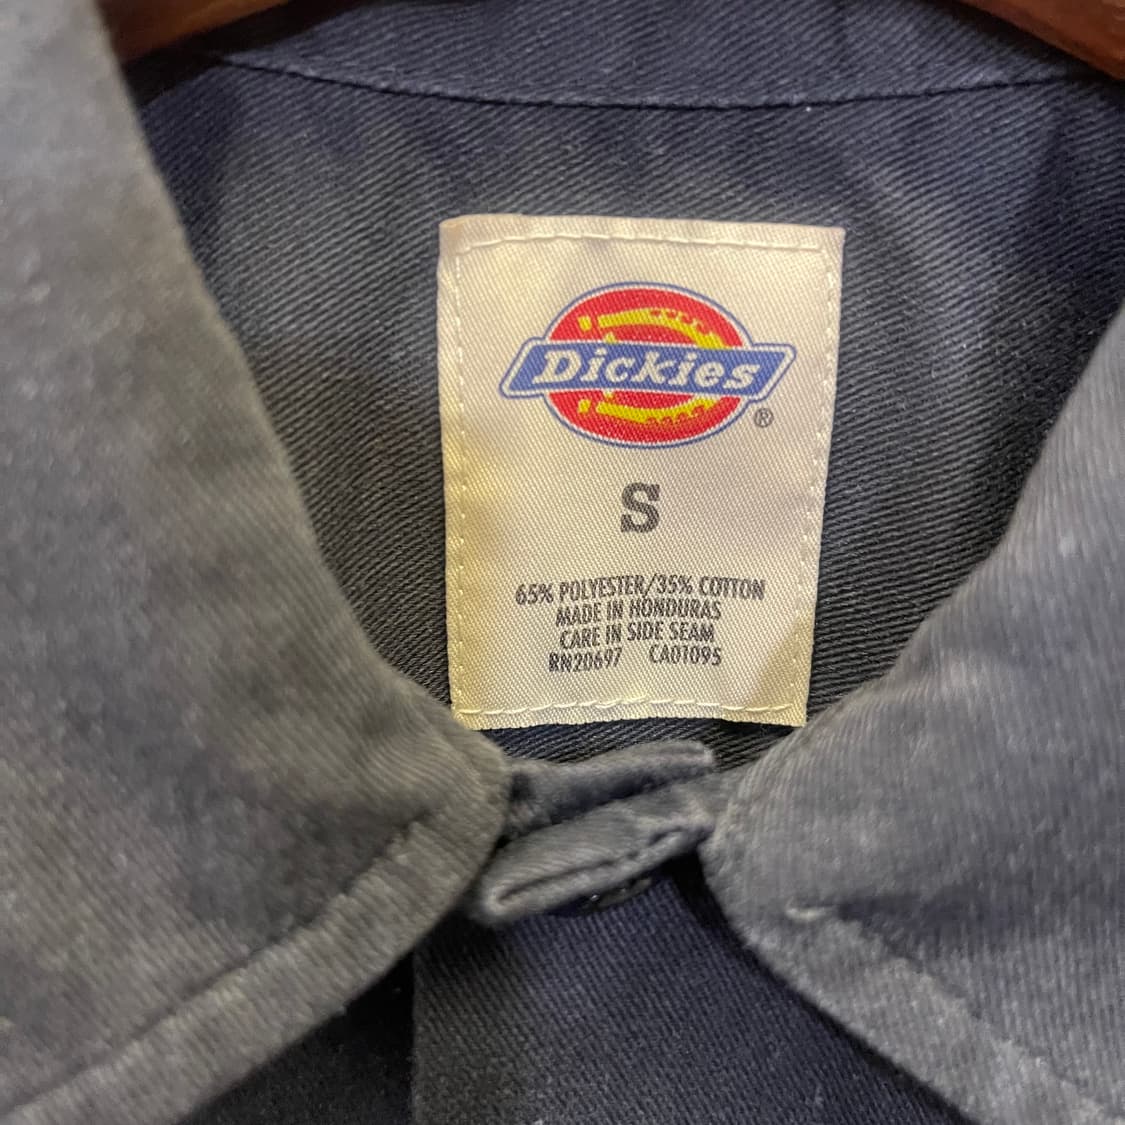 Dickies
®
S
65% POLYESTER/35% COTTON
MADE IN HONDURAS
CARE IN SIDE SEAM
RN20697 CA01095